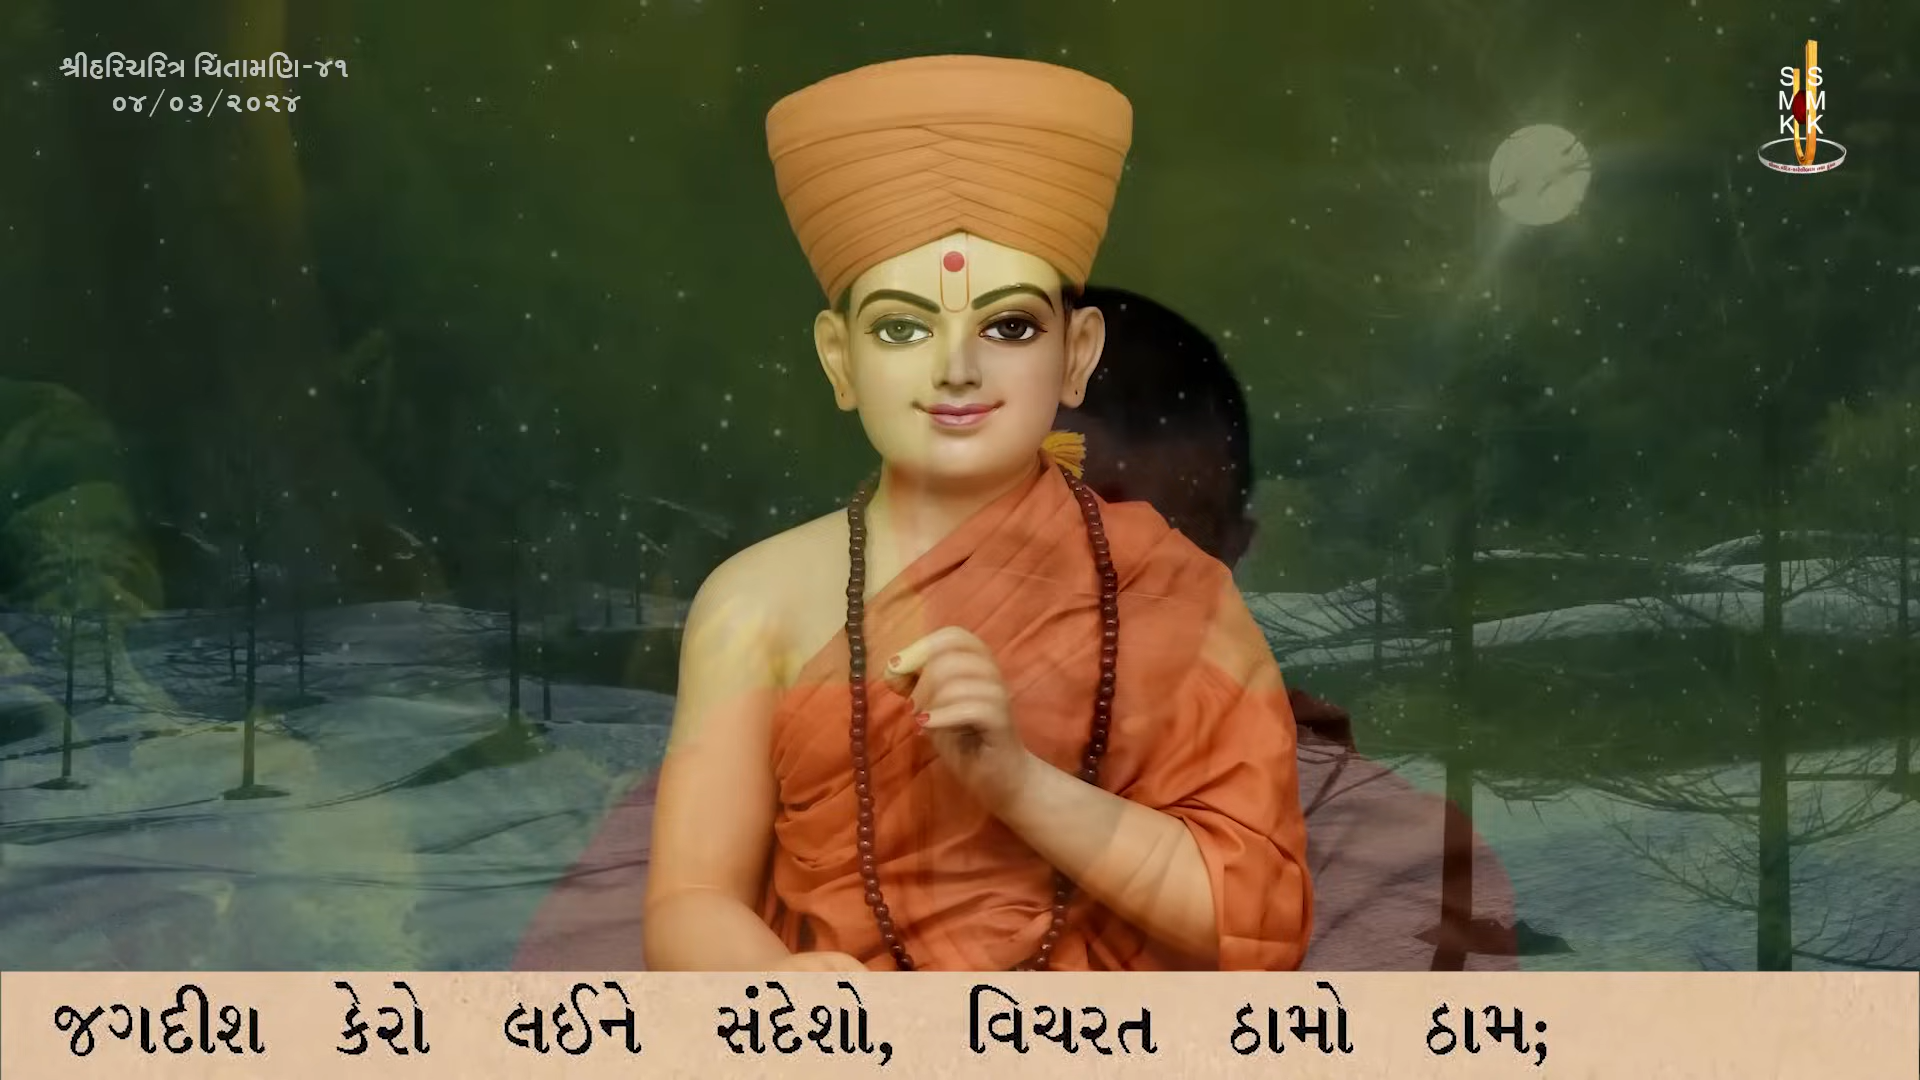 શ્રીહરિચરિત્ર ચિંતામણિ-૪૧
૦૪/૦૩/૨૦૨૪
S S
M M
K K
જગદીશ કેરો લઈને સંદેશો, વિચરત ઠામો ઠામ;